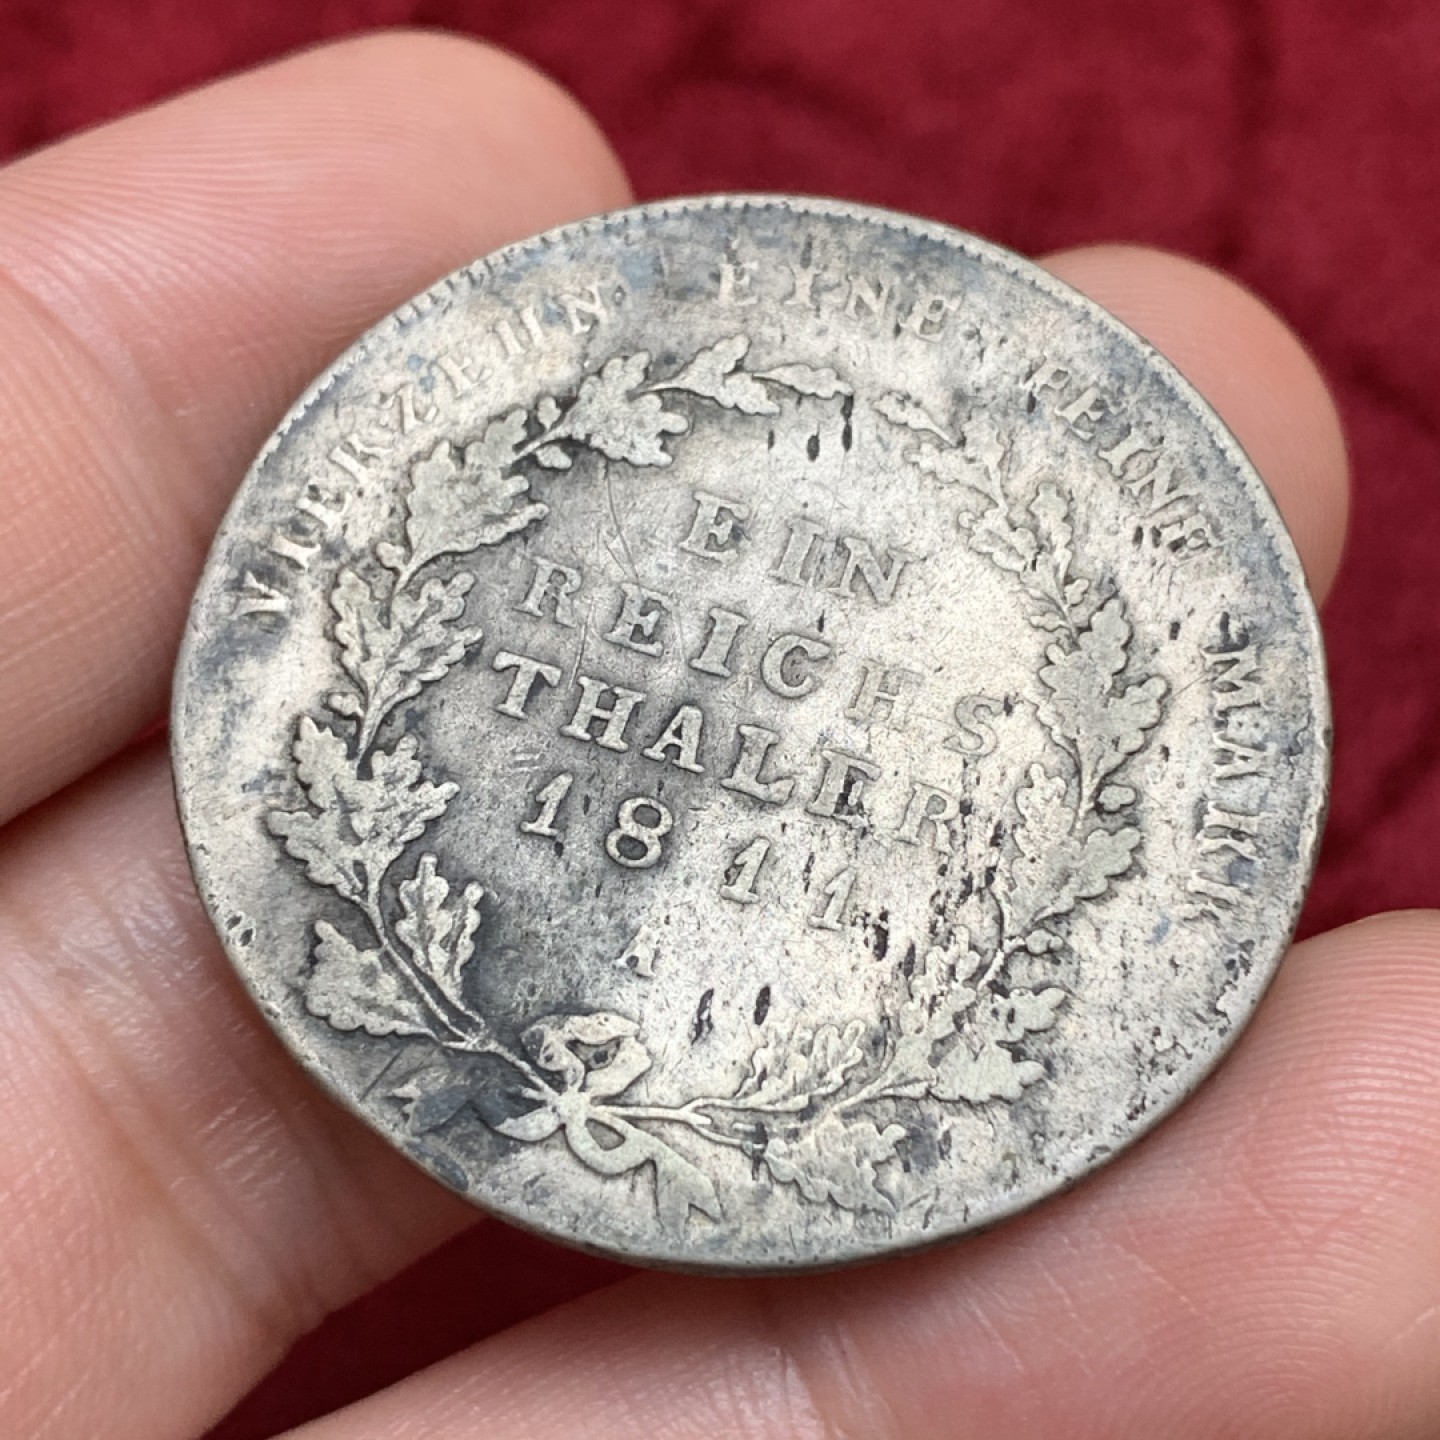 VIERZEHN EINE FEINE MARK
EIN
REICHS
THALER
1811
A